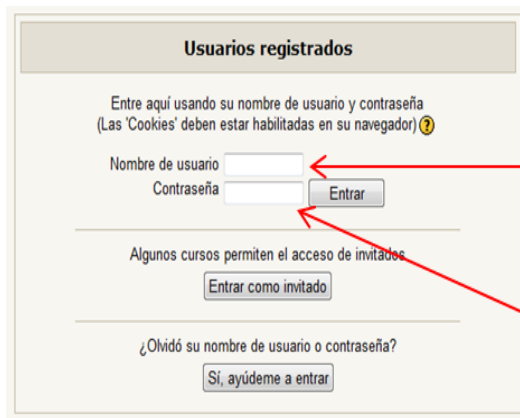 Usuarios registrados
Entre aquí usando su nombre de usuario y contraseña
(Las 'Cookies' deben estar habilitadas en su navegador) ?
Nombre de usuario
Contraseña Entrar
Algunos cursos permiten el acceso de invitados
Entrar como invitado
¿Olvidó su nombre de usuario o contraseña?
Sí, ayúdeme a entrar